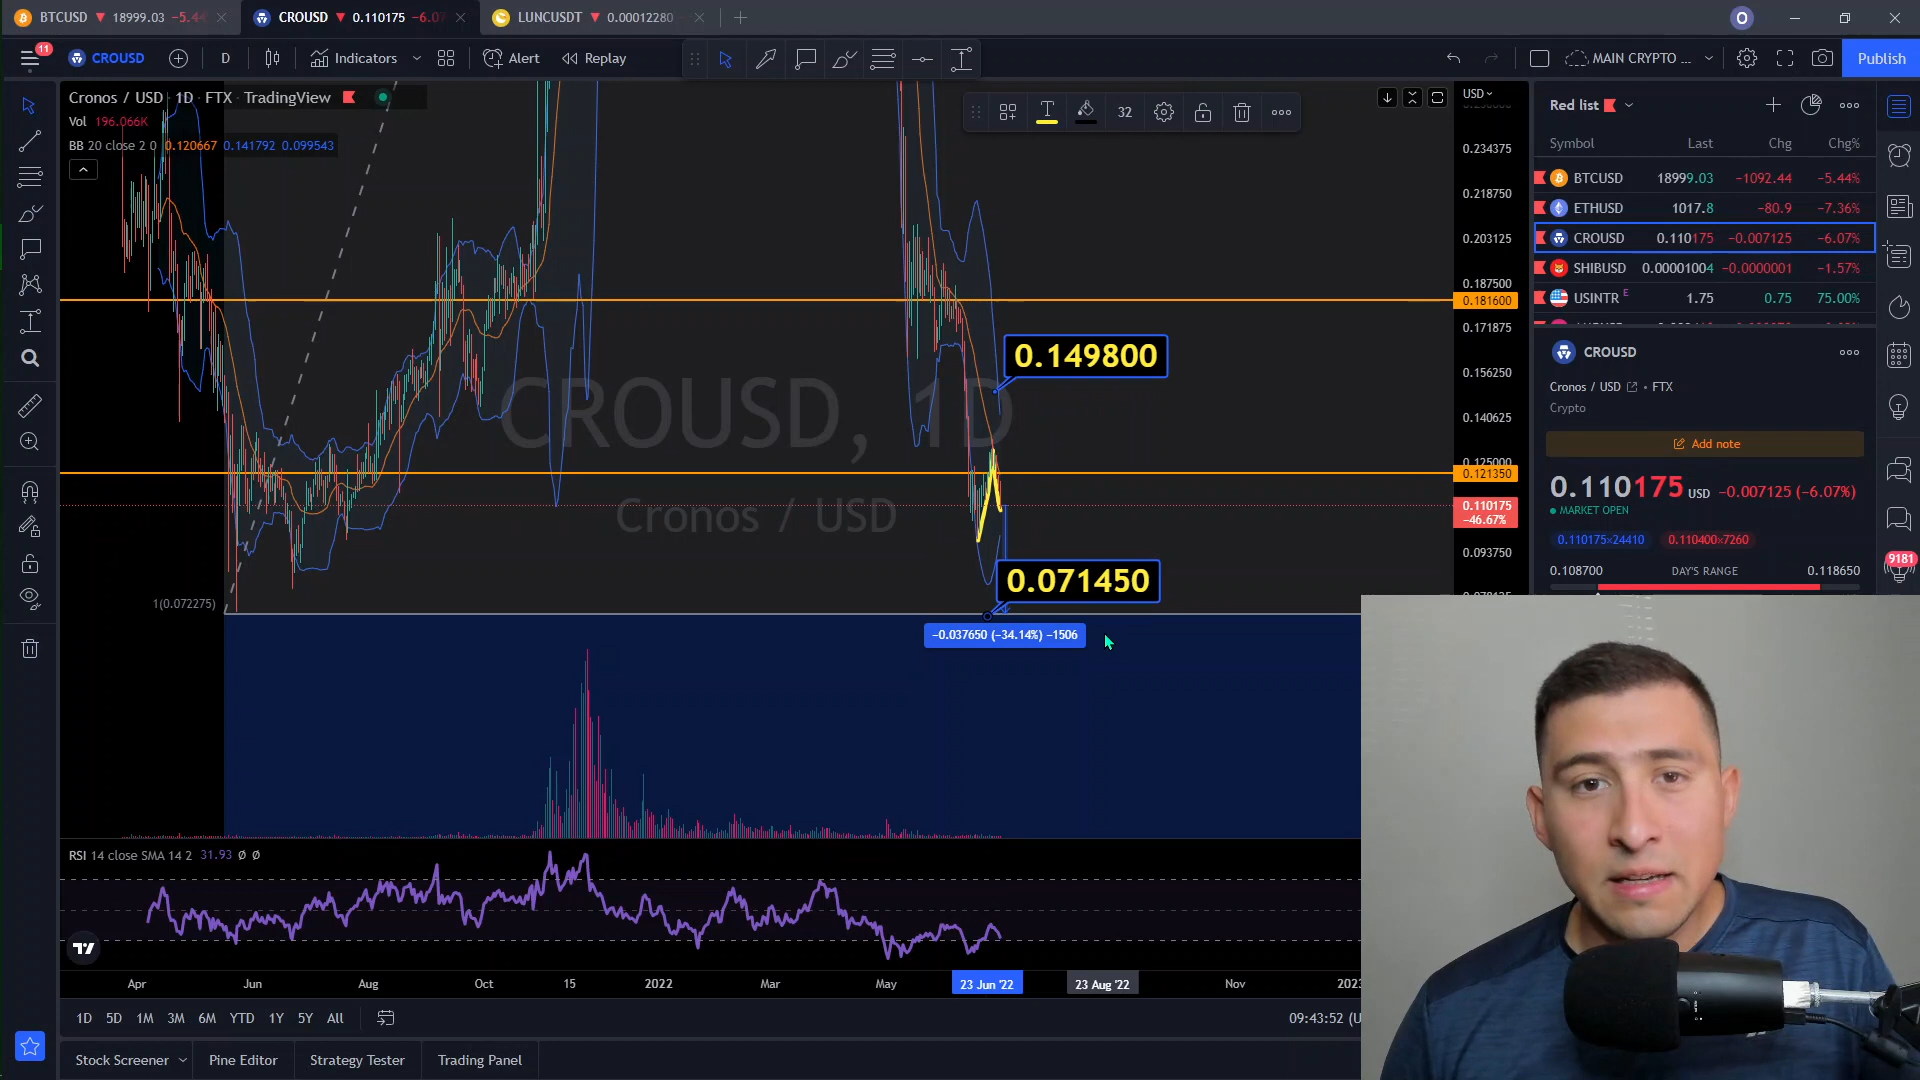 BTCUSD 18999.03 −5.44
CROUSD 0.110175 −6.07
LUNCUSDT 0.00012280
O
11
CROUSD D Indicators Alert Replay MAIN CRYPTO ... Publish
Cronos / USD · 1D · FTX · TradingView
Vol 196.066K
BB 20 close 2 0 0.120667 0.141792 0.099543
32
USD
0.234375
0.218750
0.203125
0.187500
0.181600
0.171875
0.156250
0.140625
0.125000
0.121350
0.110175
−46.67%
0.093750
CROUSD, 1D
Cronos / USD
0.149800
0.071450
1(0.072275)
−0.037650 (−34.14%) −1506
RSI 14 close SMA 14 2 31.93 Ø Ø
Apr Jun Aug Oct 15 2022 Mar May 23 Jun '22 23 Aug '22 Nov
1D 5D 1M 3M 6M YTD 1Y 5Y All
09:43:52 (U
Stock Screener Pine Editor Strategy Tester Trading Panel
Red list
Symbol Last Chg Chg%
BTCUSD 18999.03 −1092.44 −5.44%
ETHUSD 1017.8 −80.9 −7.36%
CROUSD 0.110175 −0.007125 −6.07%
SHIBUSD 0.00001004 −0.0000001 −1.57%
USINTR E 1.75 0.75 75.00%
CROUSD
Cronos / USD • FTX
Crypto
Add note
0.110175 USD −0.007125 (−6.07%)
MARKET OPEN
0.110175×24410 0.110400×7260
0.108700 DAY'S RANGE 0.118650
9181